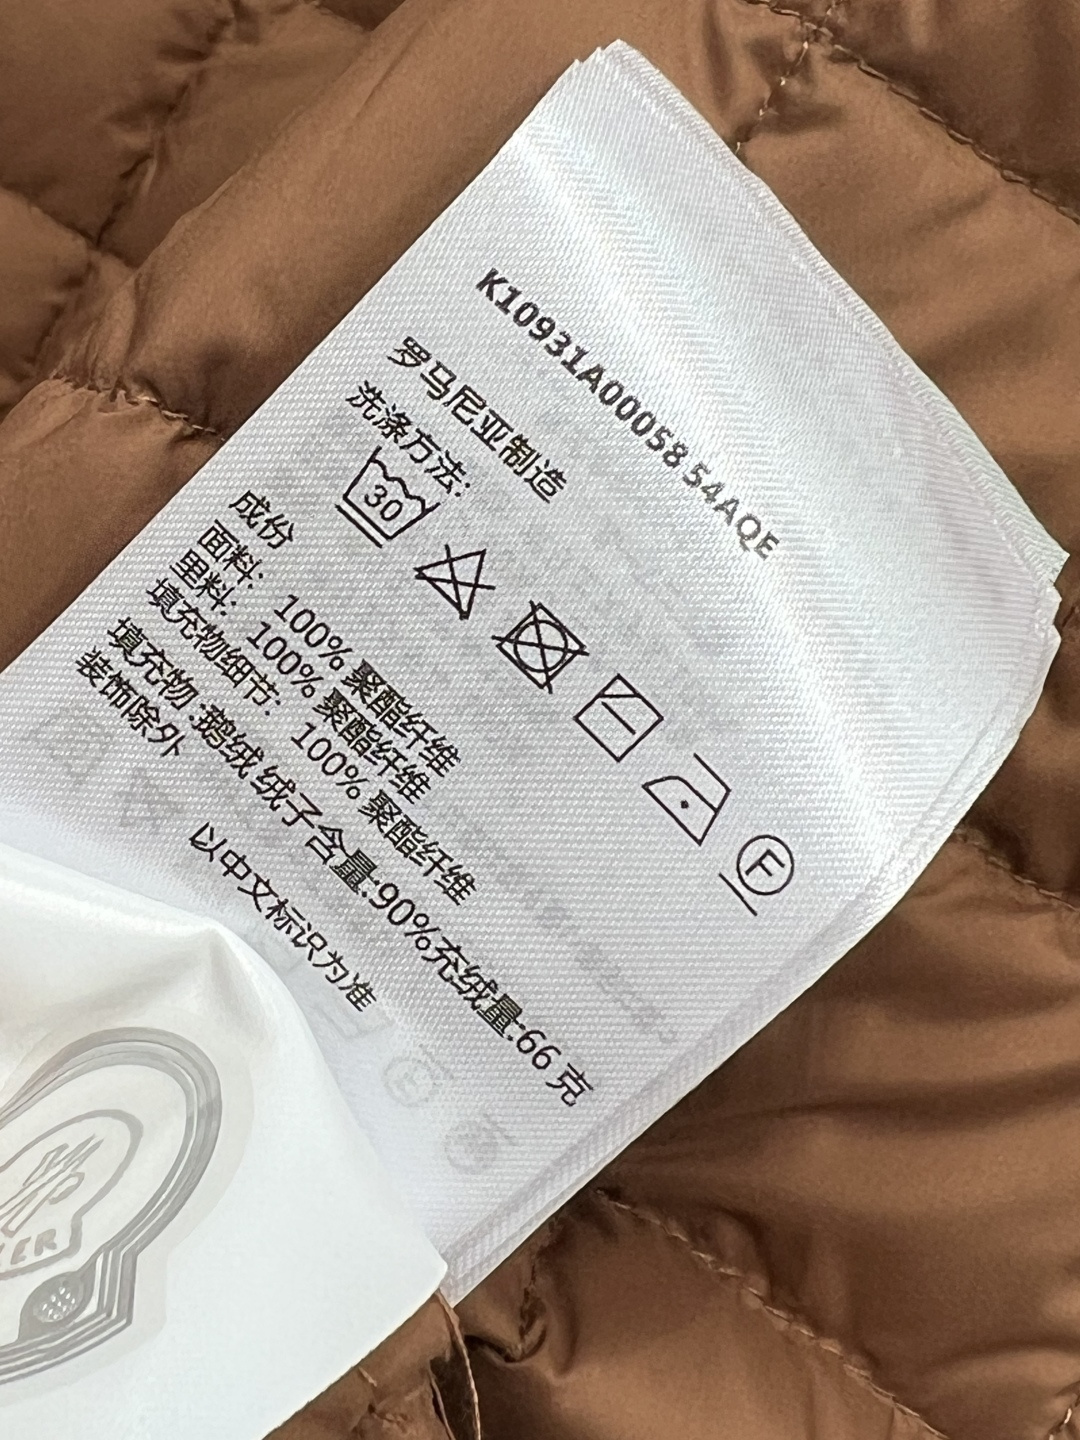 K10931A00058 54AQE
罗马尼亚制造
洗涤方法:
30
F
成份
面料: 100% 聚酯纤维
里料: 100% 聚酯纤维
填充物细节: 100% 聚酯纤维
填充物:鹅绒 绒子含量:90%充绒量:66 克
装饰除外
以中文标识为准